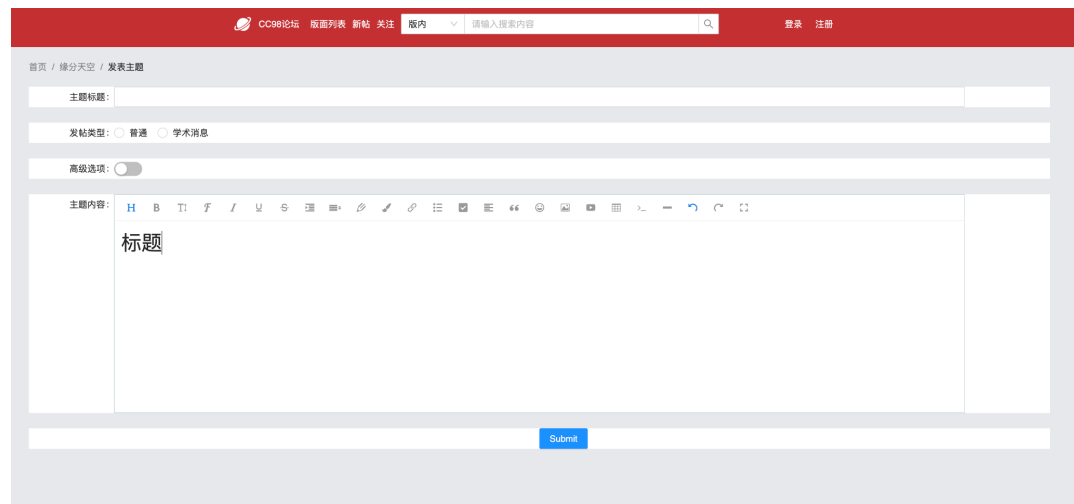 CC98论坛 版面列表 新帖 关注 版内 请输入搜索内容 登录 注册
首页 / 缘分天空 / 发表主题
主题标题:
发帖类型: 普通 学术消息
高级选项:
主题内容:
标题
Submit